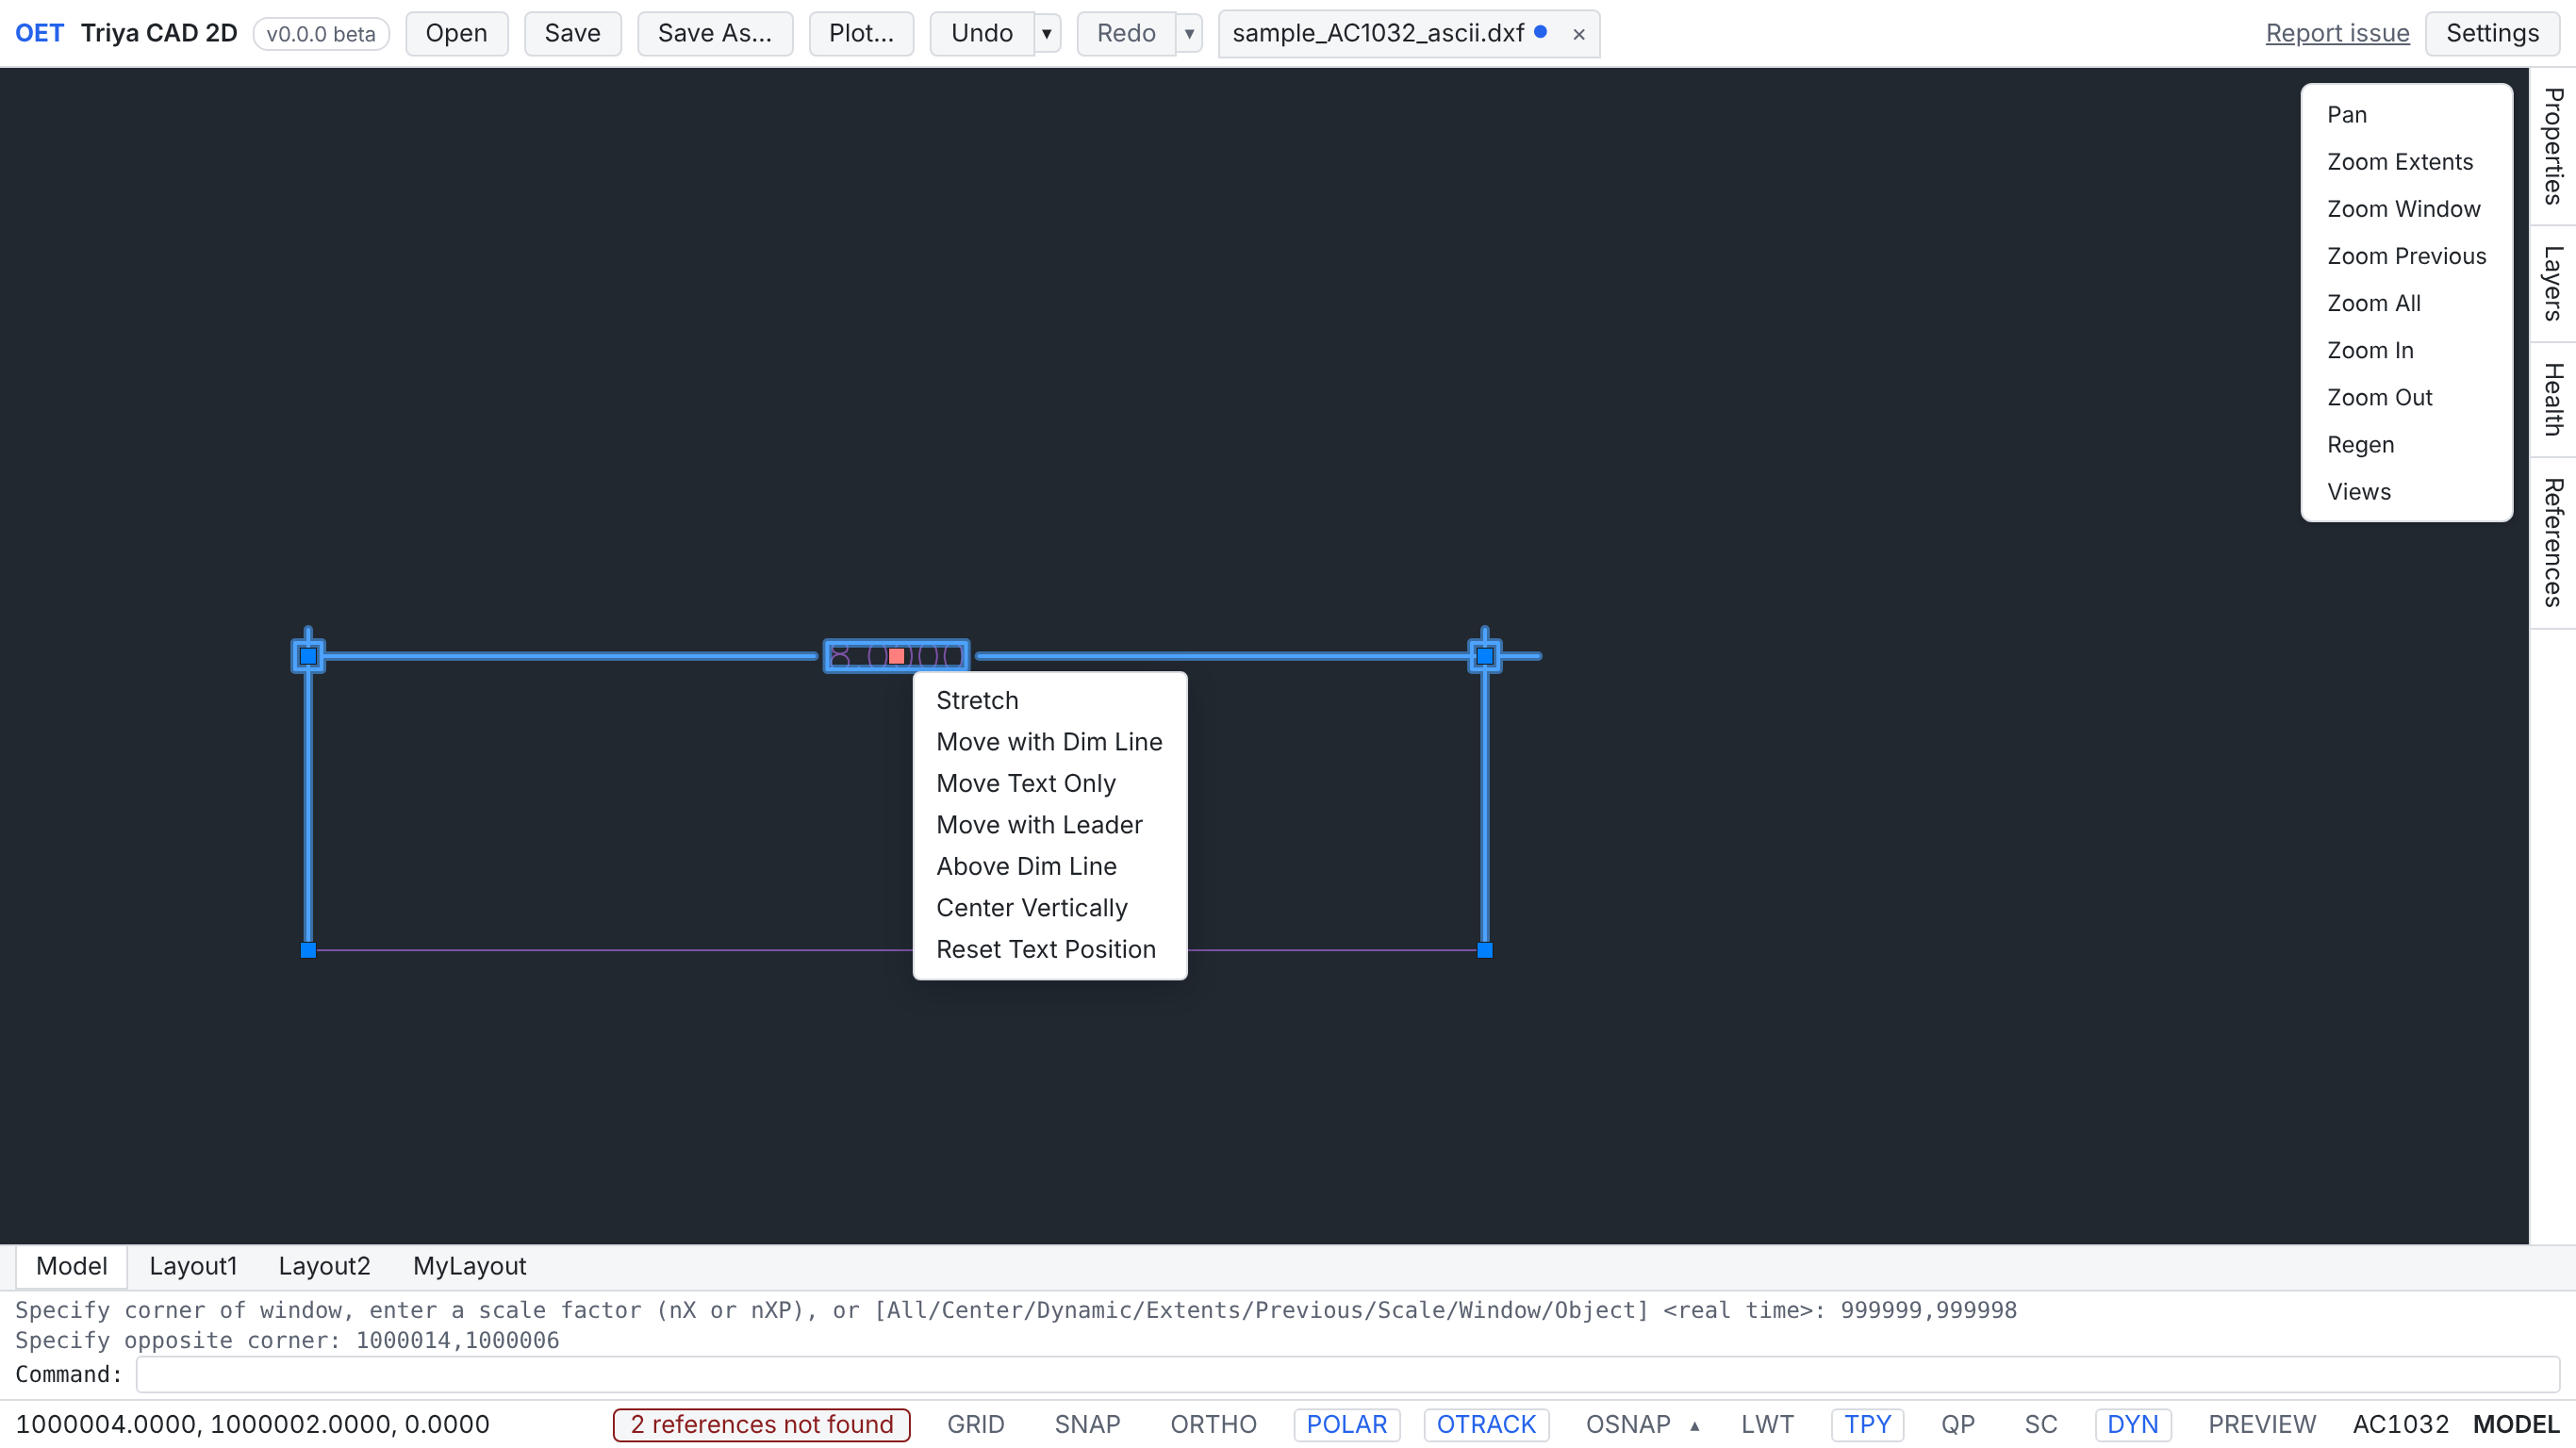 OET Triya CAD 2D v0.0.0 beta Open Save Save As... Plot... Undo ▾ Redo ▾ sample_AC1032_ascii.dxf × Report issue Settings
Pan
Zoom Extents
Zoom Window
Zoom Previous
Zoom All
Zoom In
Zoom Out
Regen
Views
Properties
Layers
Health
References
Stretch
Move with Dim Line
Move Text Only
Move with Leader
Above Dim Line
Center Vertically
Reset Text Position
Model Layout1 Layout2 MyLayout
Specify corner of window, enter a scale factor (nX or nXP), or [All/Center/Dynamic/Extents/Previous/Scale/Window/Object] <real time>: 999999,999998
Specify opposite corner: 1000014,1000006
Command:
1000004.0000, 1000002.0000, 0.0000 2 references not found GRID SNAP ORTHO POLAR OTRACK OSNAP ▴ LWT TPY QP SC DYN PREVIEW AC1032 MODEL